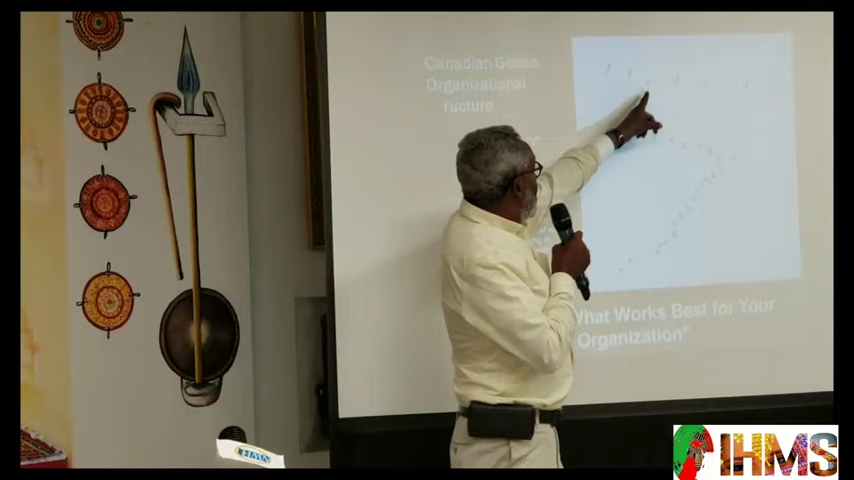 Canadian Geese
Organizational
ructure
What Works Best for Your
Organization"
IHMS